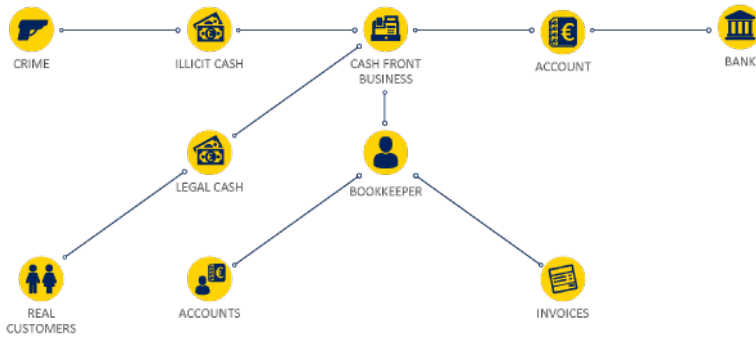 CRIME
ILLICIT CASH
CASH FRONT
BUSINESS
ACCOUNT
BANK
LEGAL CASH
BOOKKEEPER
REAL
CUSTOMERS
ACCOUNTS
INVOICES